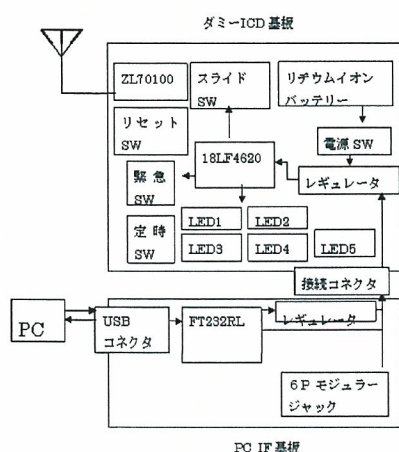 ダミーICD 基板
ZL70100
スライド
SW
リチウムイオン
バッテリー
リセット
SW
18LF4620
電源 SW
緊 急
SW
レギュレータ
定 時
SW
LED1
LED2
LED3
LED4
LED5
接続コネクタ
PC
USB
コネクタ
FT232RL
レギュレータ
6P モジュラー
ジャック
PC IF 基板